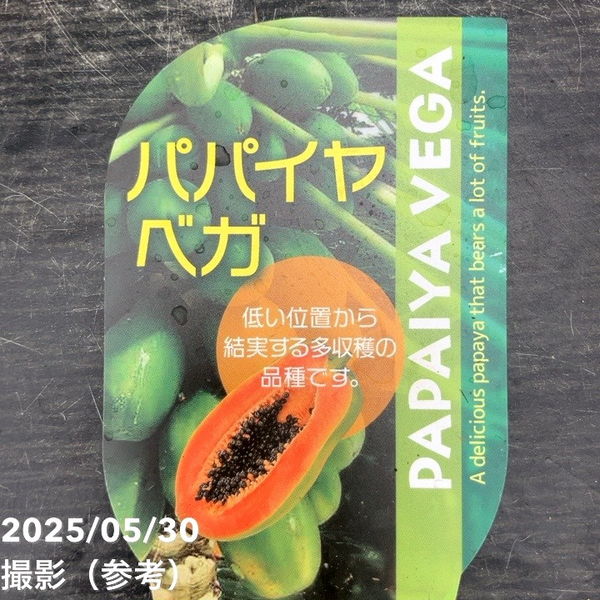 パパイヤ
ベガ
低い位置から
結実する多収穫の
品種です。
PAPAIYA VEGA
A delicious papaya that bears a lot of fruits.
2025/05/30
撮影（参考）